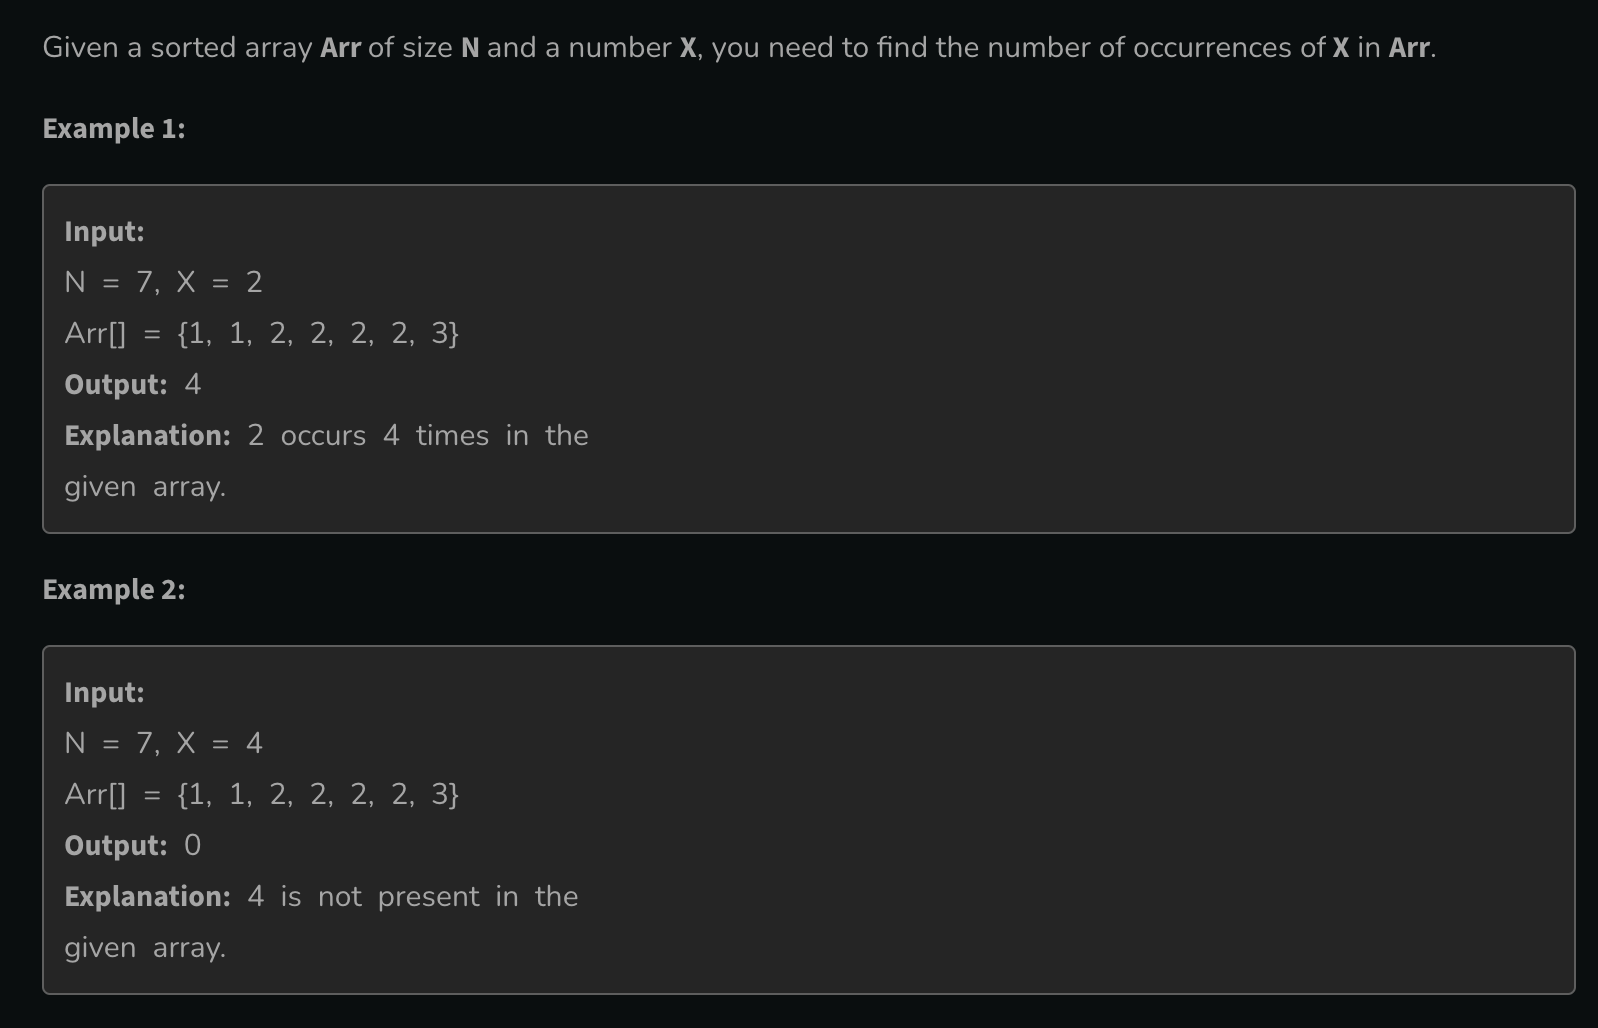 Given a sorted array Arr of size N and a number X, you need to find the number of occurrences of X in Arr.
Example 1:
Input:
N = 7, X = 2
Arr[] = {1, 1, 2, 2, 2, 2, 3}
Output: 4
Explanation: 2 occurs 4 times in the
given array.
Example 2:
Input:
N = 7, X = 4
Arr[] = {1, 1, 2, 2, 2, 2, 3}
Output: 0
Explanation: 4 is not present in the
given array.